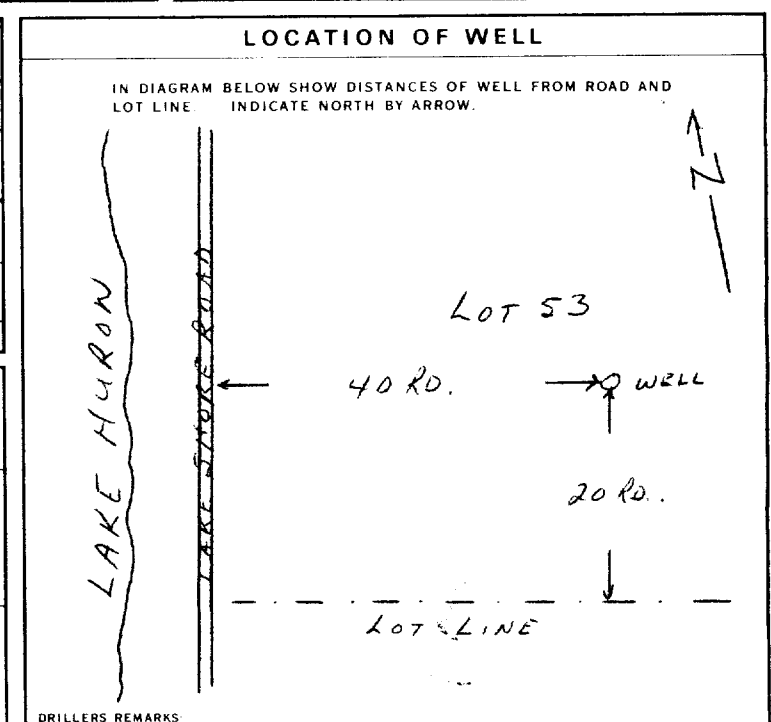 LOCATION OF WELL
IN DIAGRAM BELOW SHOW DISTANCES OF WELL FROM ROAD AND
LOT LINE. INDICATE NORTH BY ARROW.
N
LAKE HURON
LAKE SHORE ROAD
LOT 53
40 RD.
WELL
20 RD.
LOT LINE
DRILLERS REMARKS